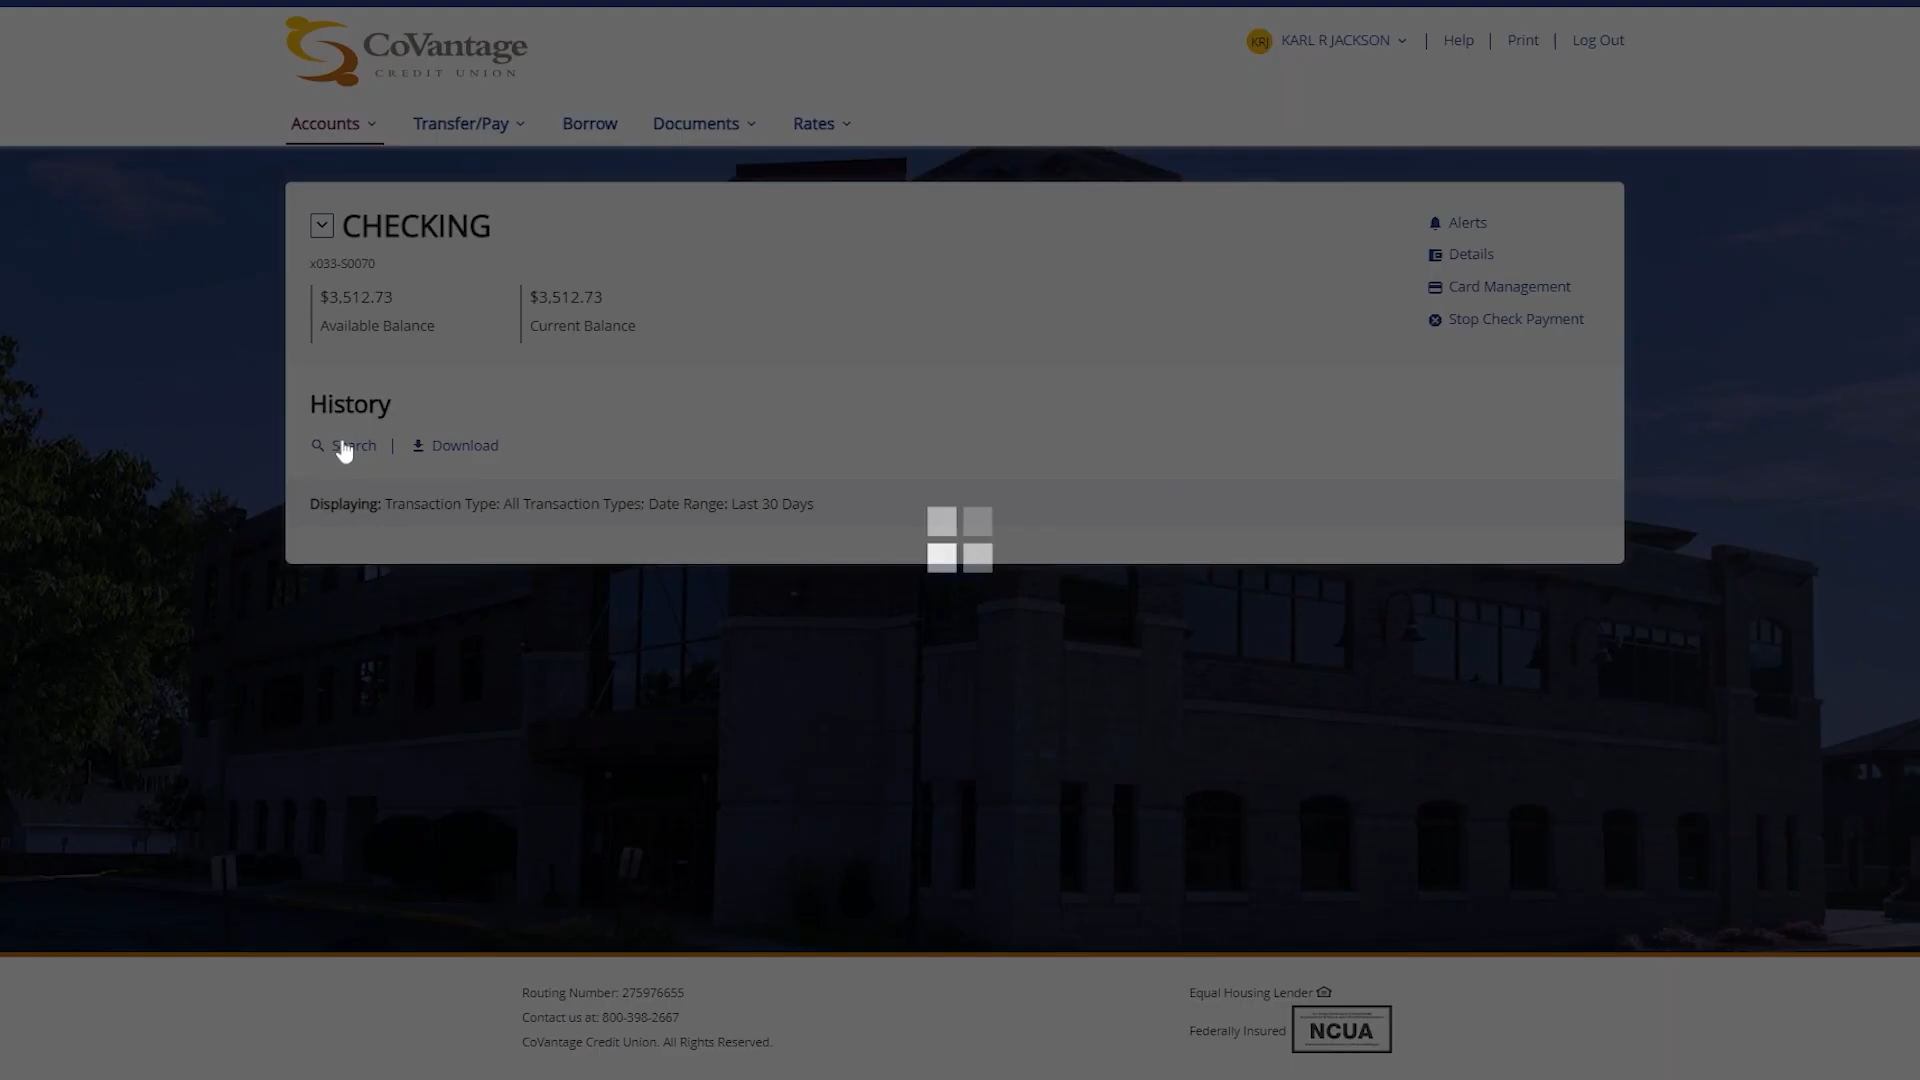 CoVantage
CREDIT UNION
KRJ KARL R JACKSON | Help | Print | Log Out
Accounts Transfer/Pay Borrow Documents Rates
CHECKING
x033-S0070
$3,512.73 $3,512.73
Available Balance Current Balance
Alerts
Details
Card Management
Stop Check Payment
History
Search | Download
Displaying: Transaction Type: All Transaction Types; Date Range: Last 30 Days
Routing Number: 275976655
Contact us at: 800-398-2667
CoVantage Credit Union. All Rights Reserved.
Equal Housing Lender
Federally Insured NCUA